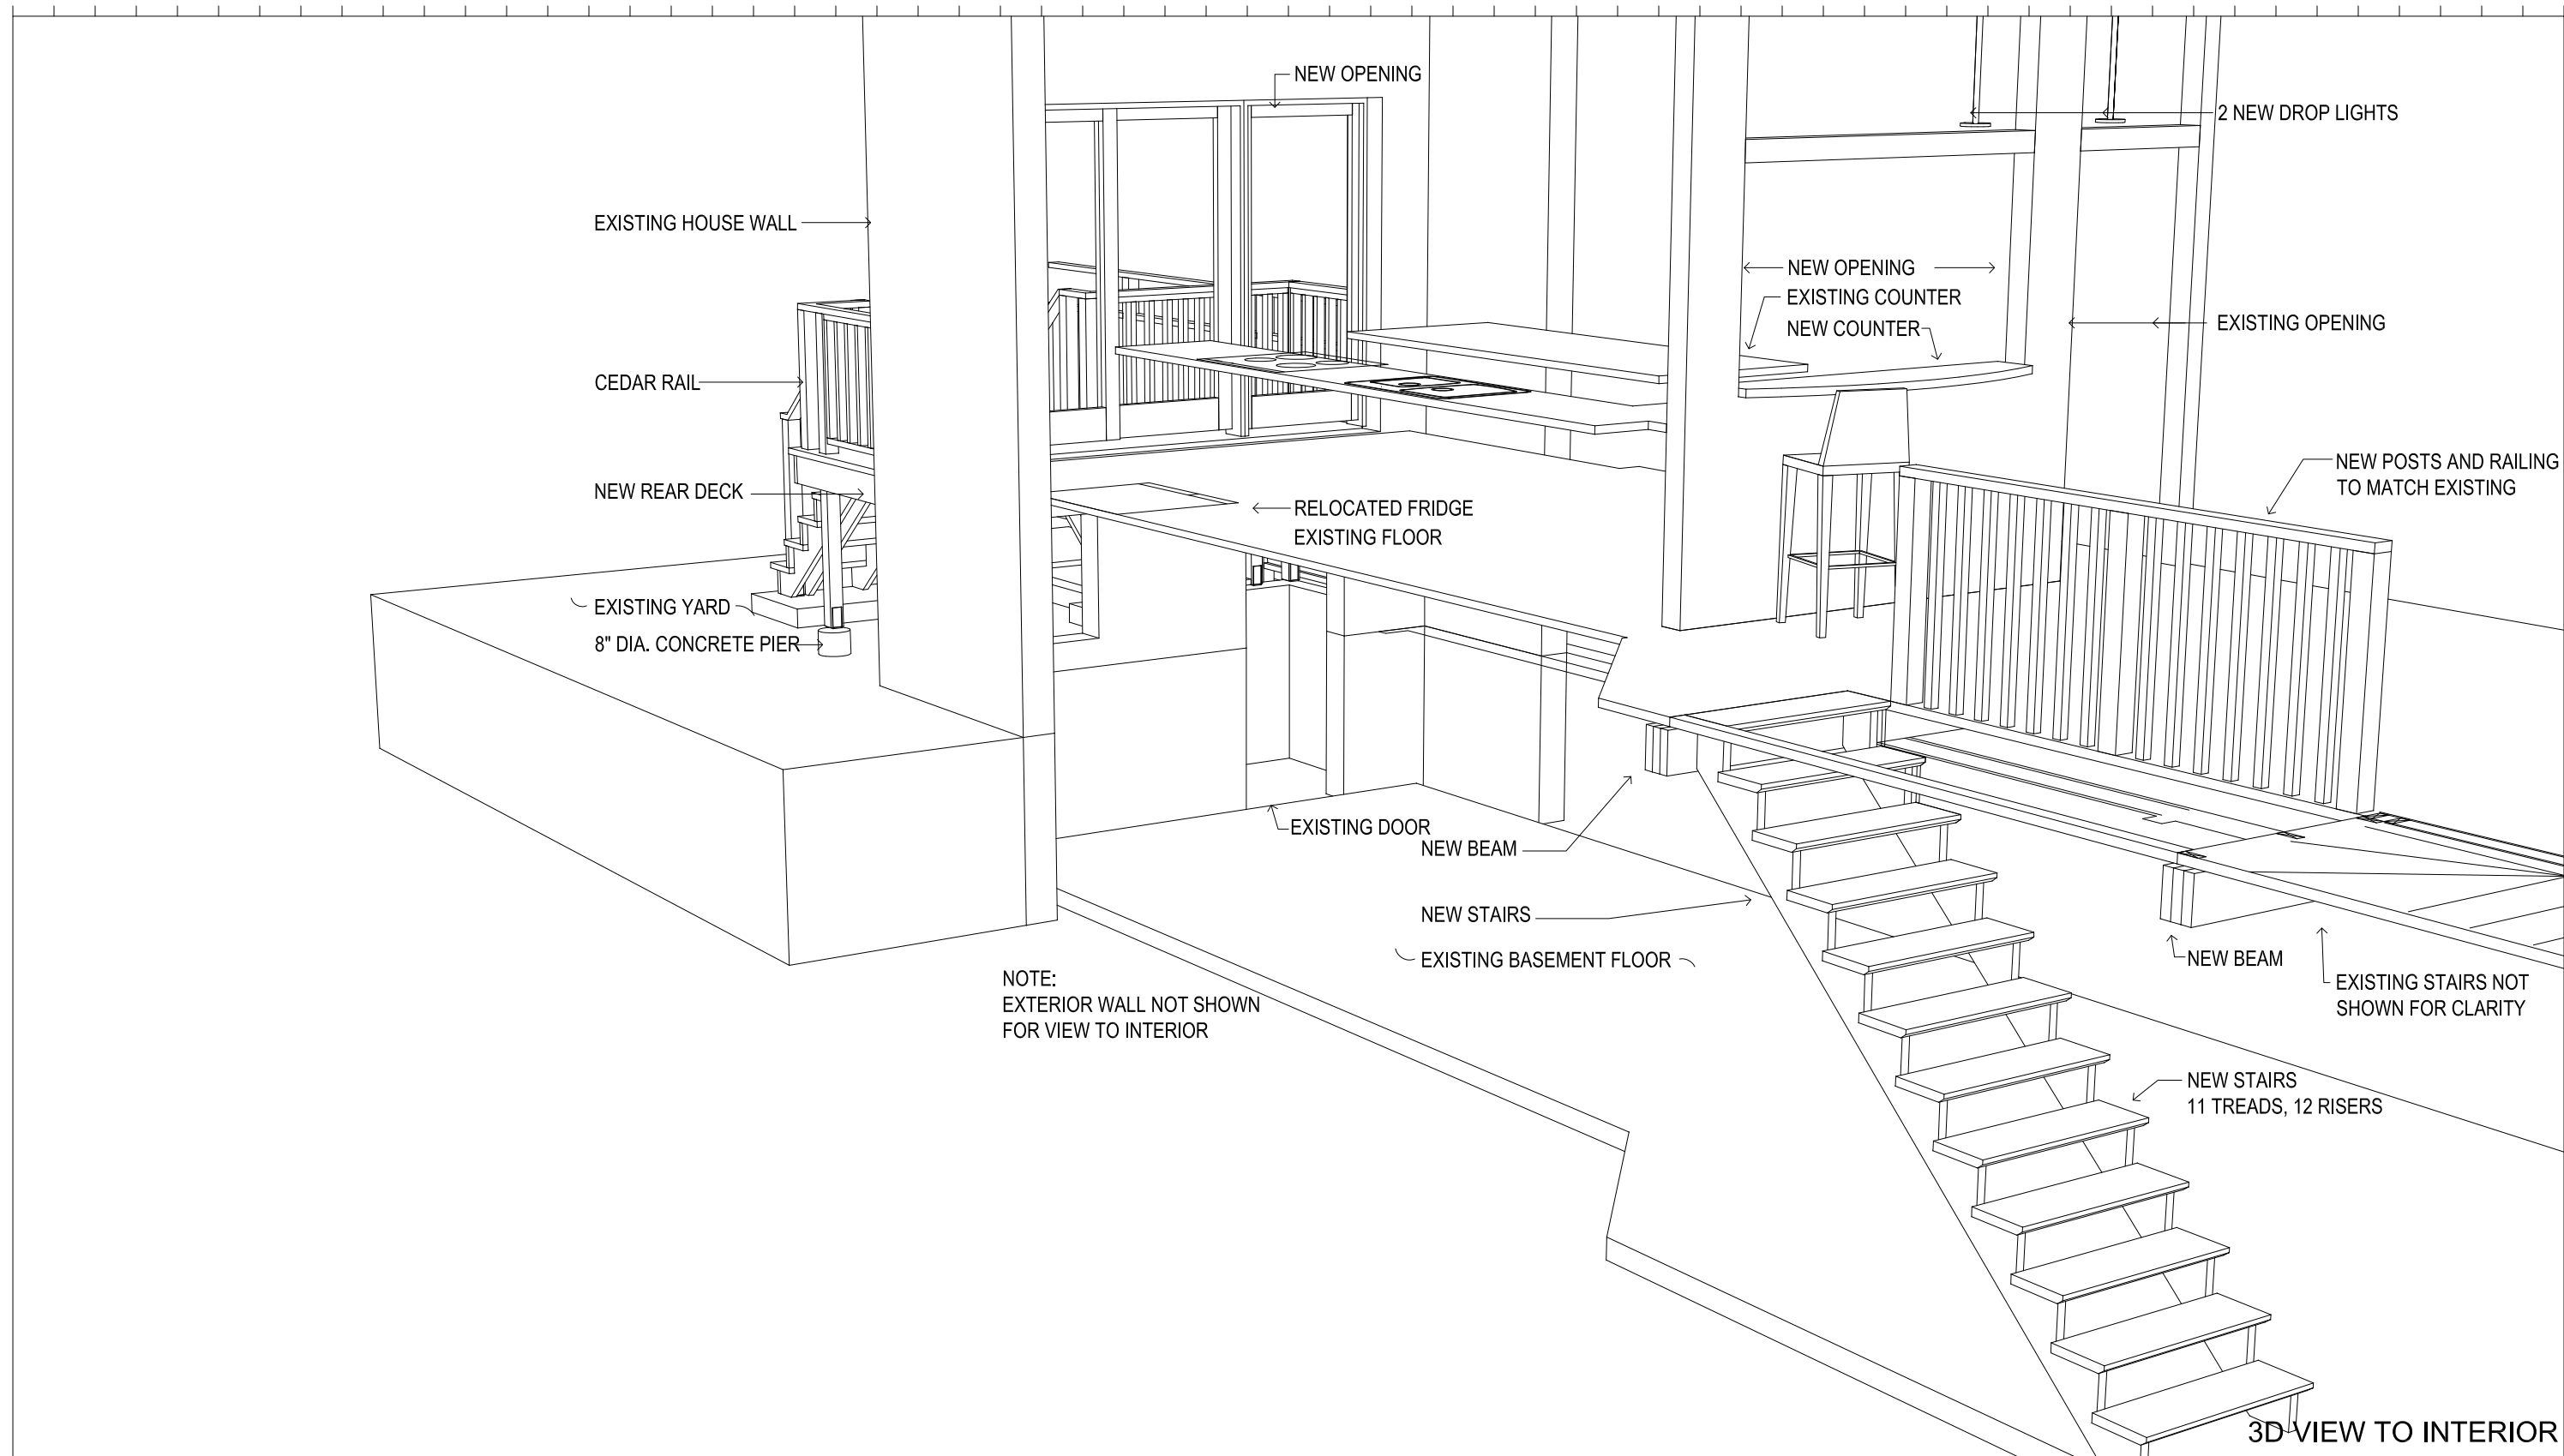 NEW OPENING
2 NEW DROP LIGHTS
EXISTING HOUSE WALL
NEW OPENING
EXISTING COUNTER
NEW COUNTER
EXISTING OPENING
CEDAR RAIL
NEW POSTS AND RAILING
TO MATCH EXISTING
NEW REAR DECK
RELOCATED FRIDGE
EXISTING FLOOR
EXISTING YARD
8" DIA. CONCRETE PIER
EXISTING DOOR
NEW BEAM
NEW STAIRS
EXISTING BASEMENT FLOOR
NEW BEAM
NOTE:
EXTERIOR WALL NOT SHOWN
FOR VIEW TO INTERIOR
EXISTING STAIRS NOT
SHOWN FOR CLARITY
NEW STAIRS
11 TREADS, 12 RISERS
3D VIEW TO INTERIOR